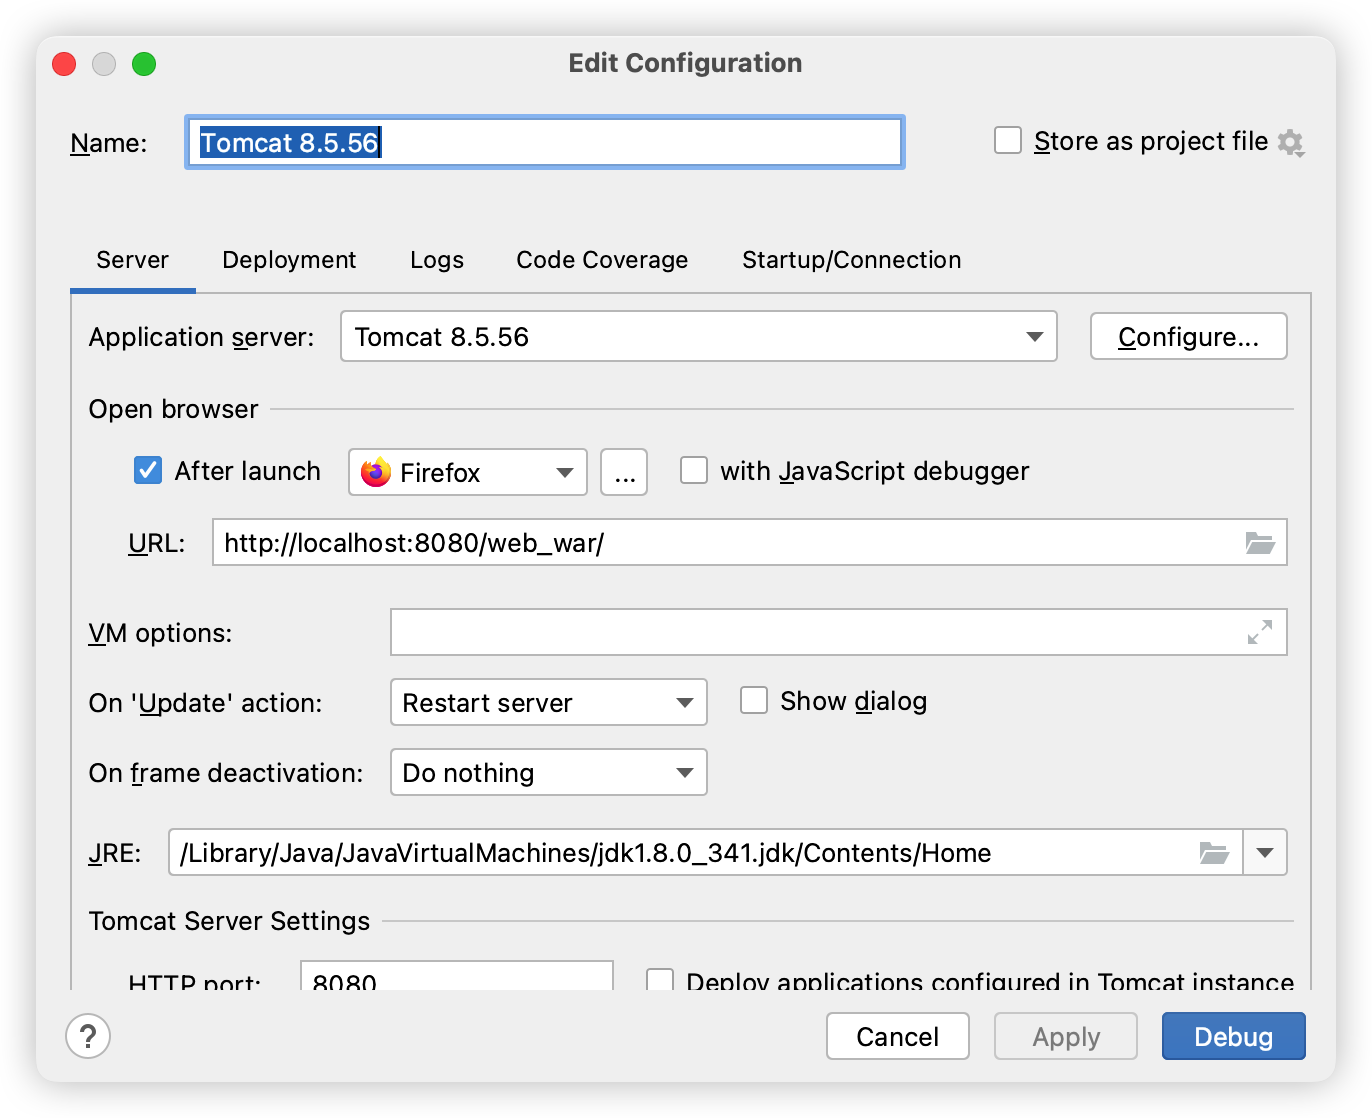 Edit Configuration
Name: Tomcat 8.5.56 Store as project file
Server Deployment Logs Code Coverage Startup/Connection
Application server: Tomcat 8.5.56 Configure...
Open browser
After launch Firefox ... with JavaScript debugger
URL: http://localhost:8080/web_war/
VM options:
On 'Update' action: Restart server Show dialog
On frame deactivation: Do nothing
JRE: /Library/Java/JavaVirtualMachines/jdk1.8.0_341.jdk/Contents/Home
Tomcat Server Settings
HTTP port: 8080 Deploy applications configured in Tomcat instance
? Cancel Apply Debug